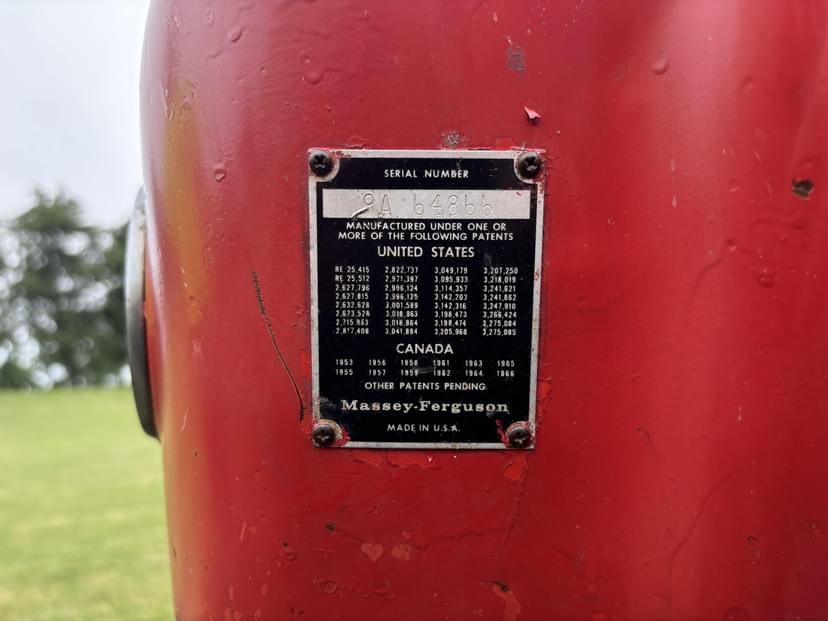 SERIAL NUMBER
9A 64866
MANUFACTURED UNDER ONE OR
MORE OF THE FOLLOWING PATENTS
UNITED STATES
RE 25,415 2,822,737 3,049,179 3,207,250
RE 25,512 2,971,397 3,095,933 3,218,019
2,627,796 2,996,124 3,114,357 3,241,621
2,627,815 2,996,125 3,142,203 3,241,862
2,632,628 3,001,589 3,142,316 3,247,910
2,673,524 3,018,863 3,198,473 3,266,424
2,715,863 3,018,864 3,198,474 3,275,084
2,817,408 3,041,884 3,205,968 3,275,085
CANADA
1953 1956 1958 1961 1963 1965
1955 1957 1959 1962 1964 1966
OTHER PATENTS PENDING
Massey-Ferguson
MADE IN U.S.A.